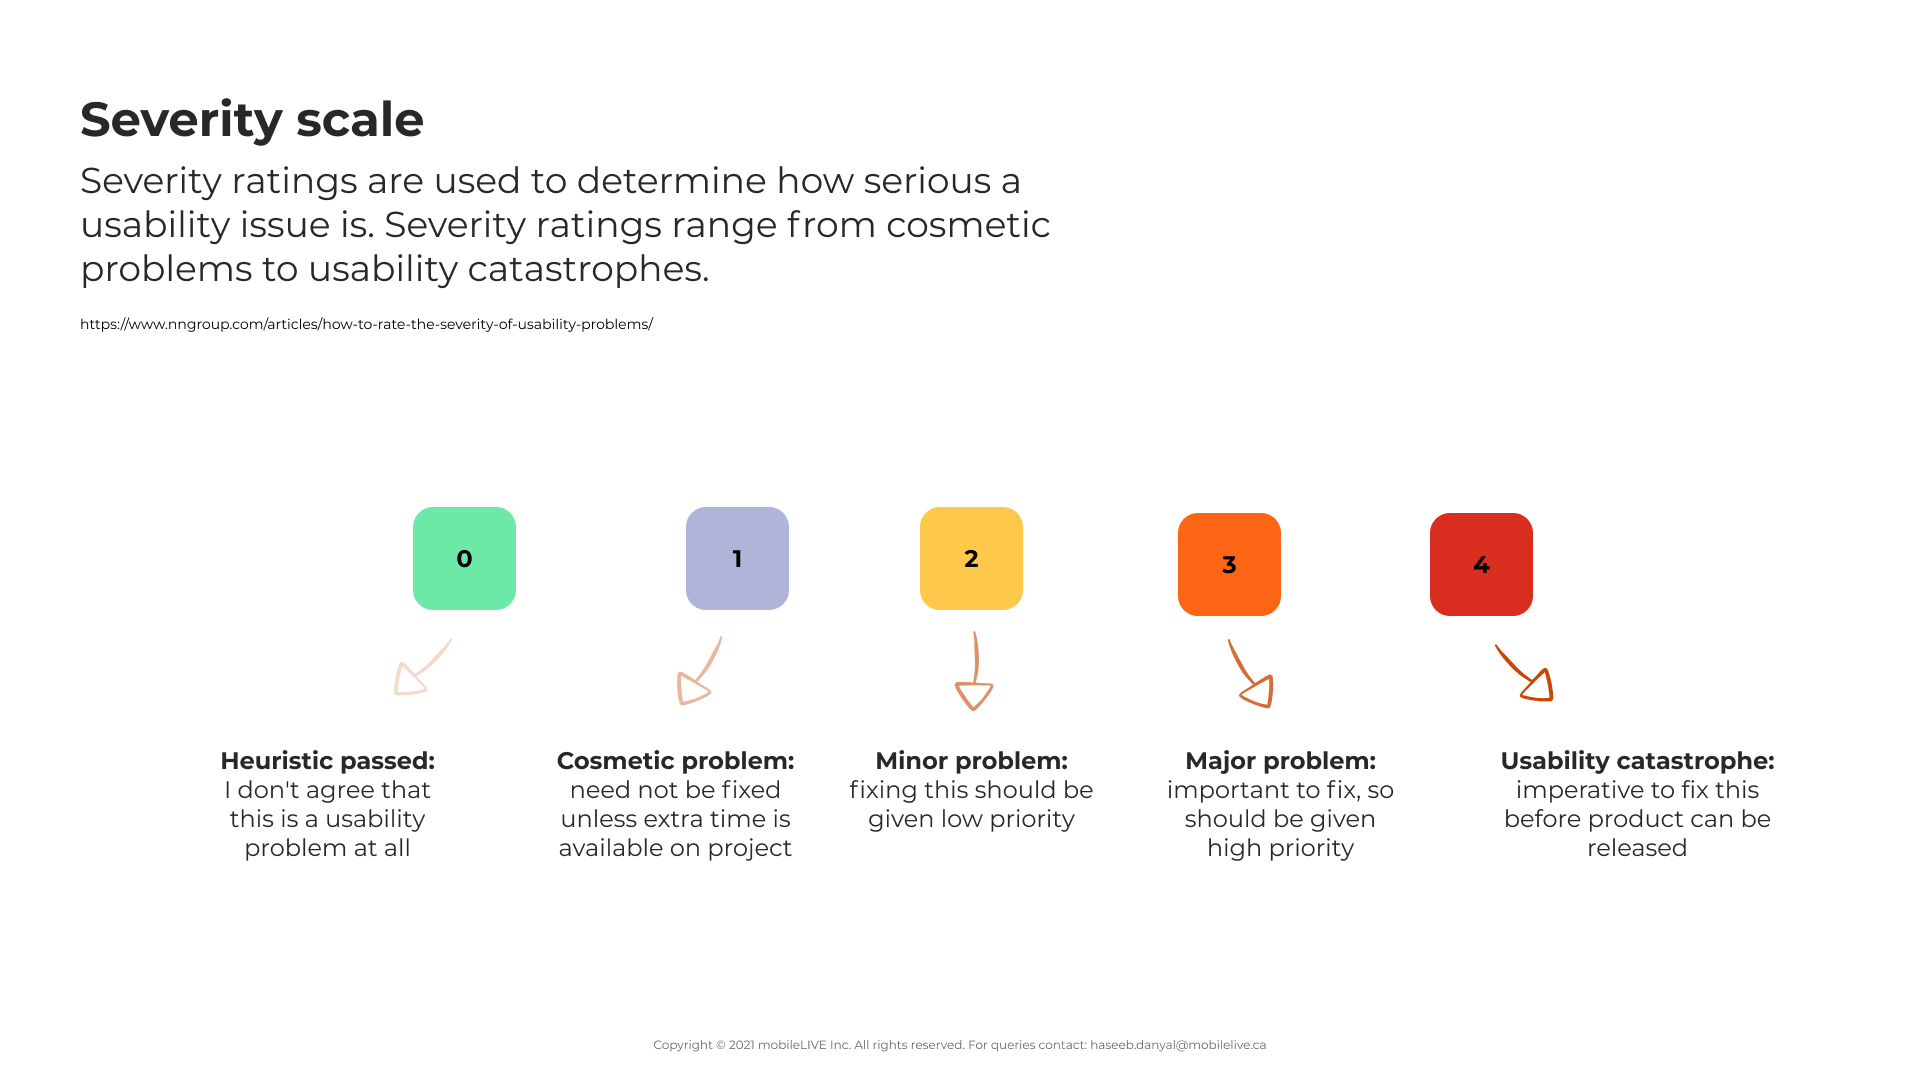 Severity scale
Severity ratings are used to determine how serious a
usability issue is. Severity ratings range from cosmetic
problems to usability catastrophes.
https://www.nngroup.com/articles/how-to-rate-the-severity-of-usability-problems/
0
1
2
3
4
Heuristic passed:
I don't agree that
this is a usability
problem at all
Cosmetic problem:
need not be fixed
unless extra time is
available on project
Minor problem:
fixing this should be
given low priority
Major problem:
important to fix, so
should be given
high priority
Usability catastrophe:
imperative to fix this
before product can be
released
Copyright © 2021 mobileLIVE Inc. All rights reserved. For queries contact: haseeb.danyal@mobilelive.ca